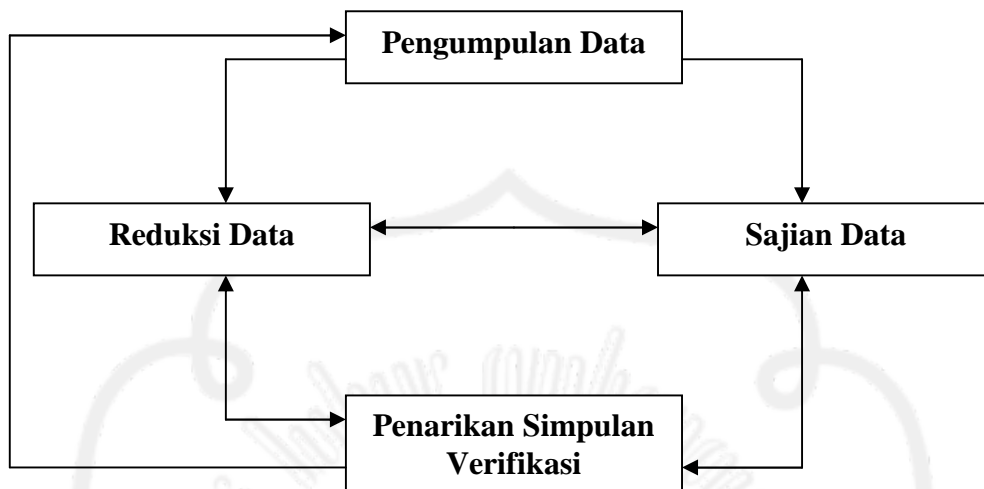 Pengumpulan Data
Reduksi Data
Sajian Data
Penarikan Simpulan
Verifikasi